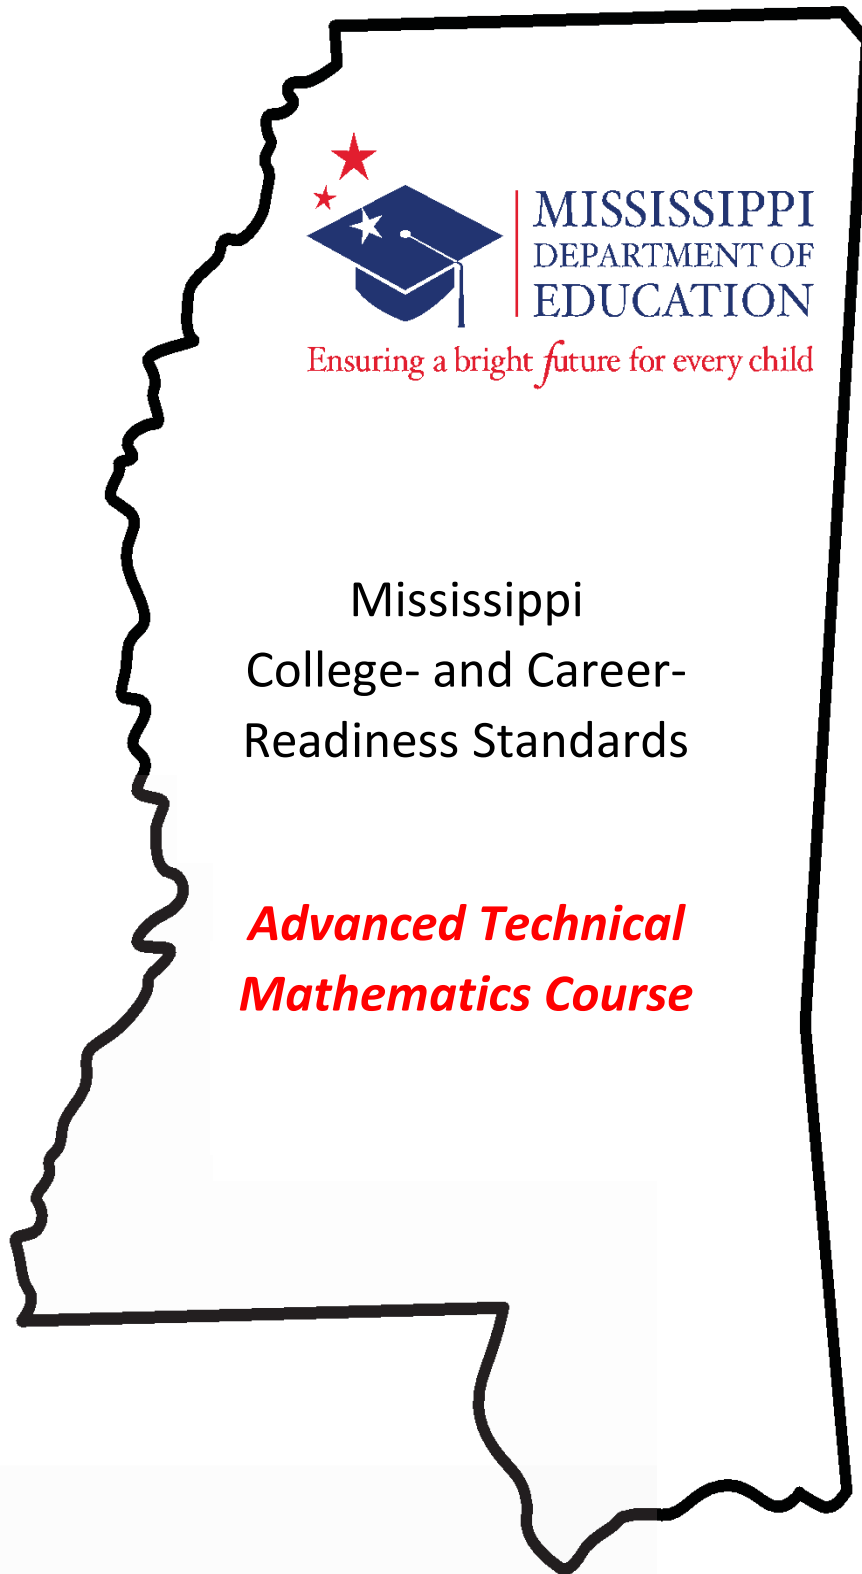 MISSISSIPPI
DEPARTMENT OF
EDUCATION
Ensuring a bright future for every child
Mississippi
College- and Career-
Readiness Standards
Advanced Technical
Mathematics Course